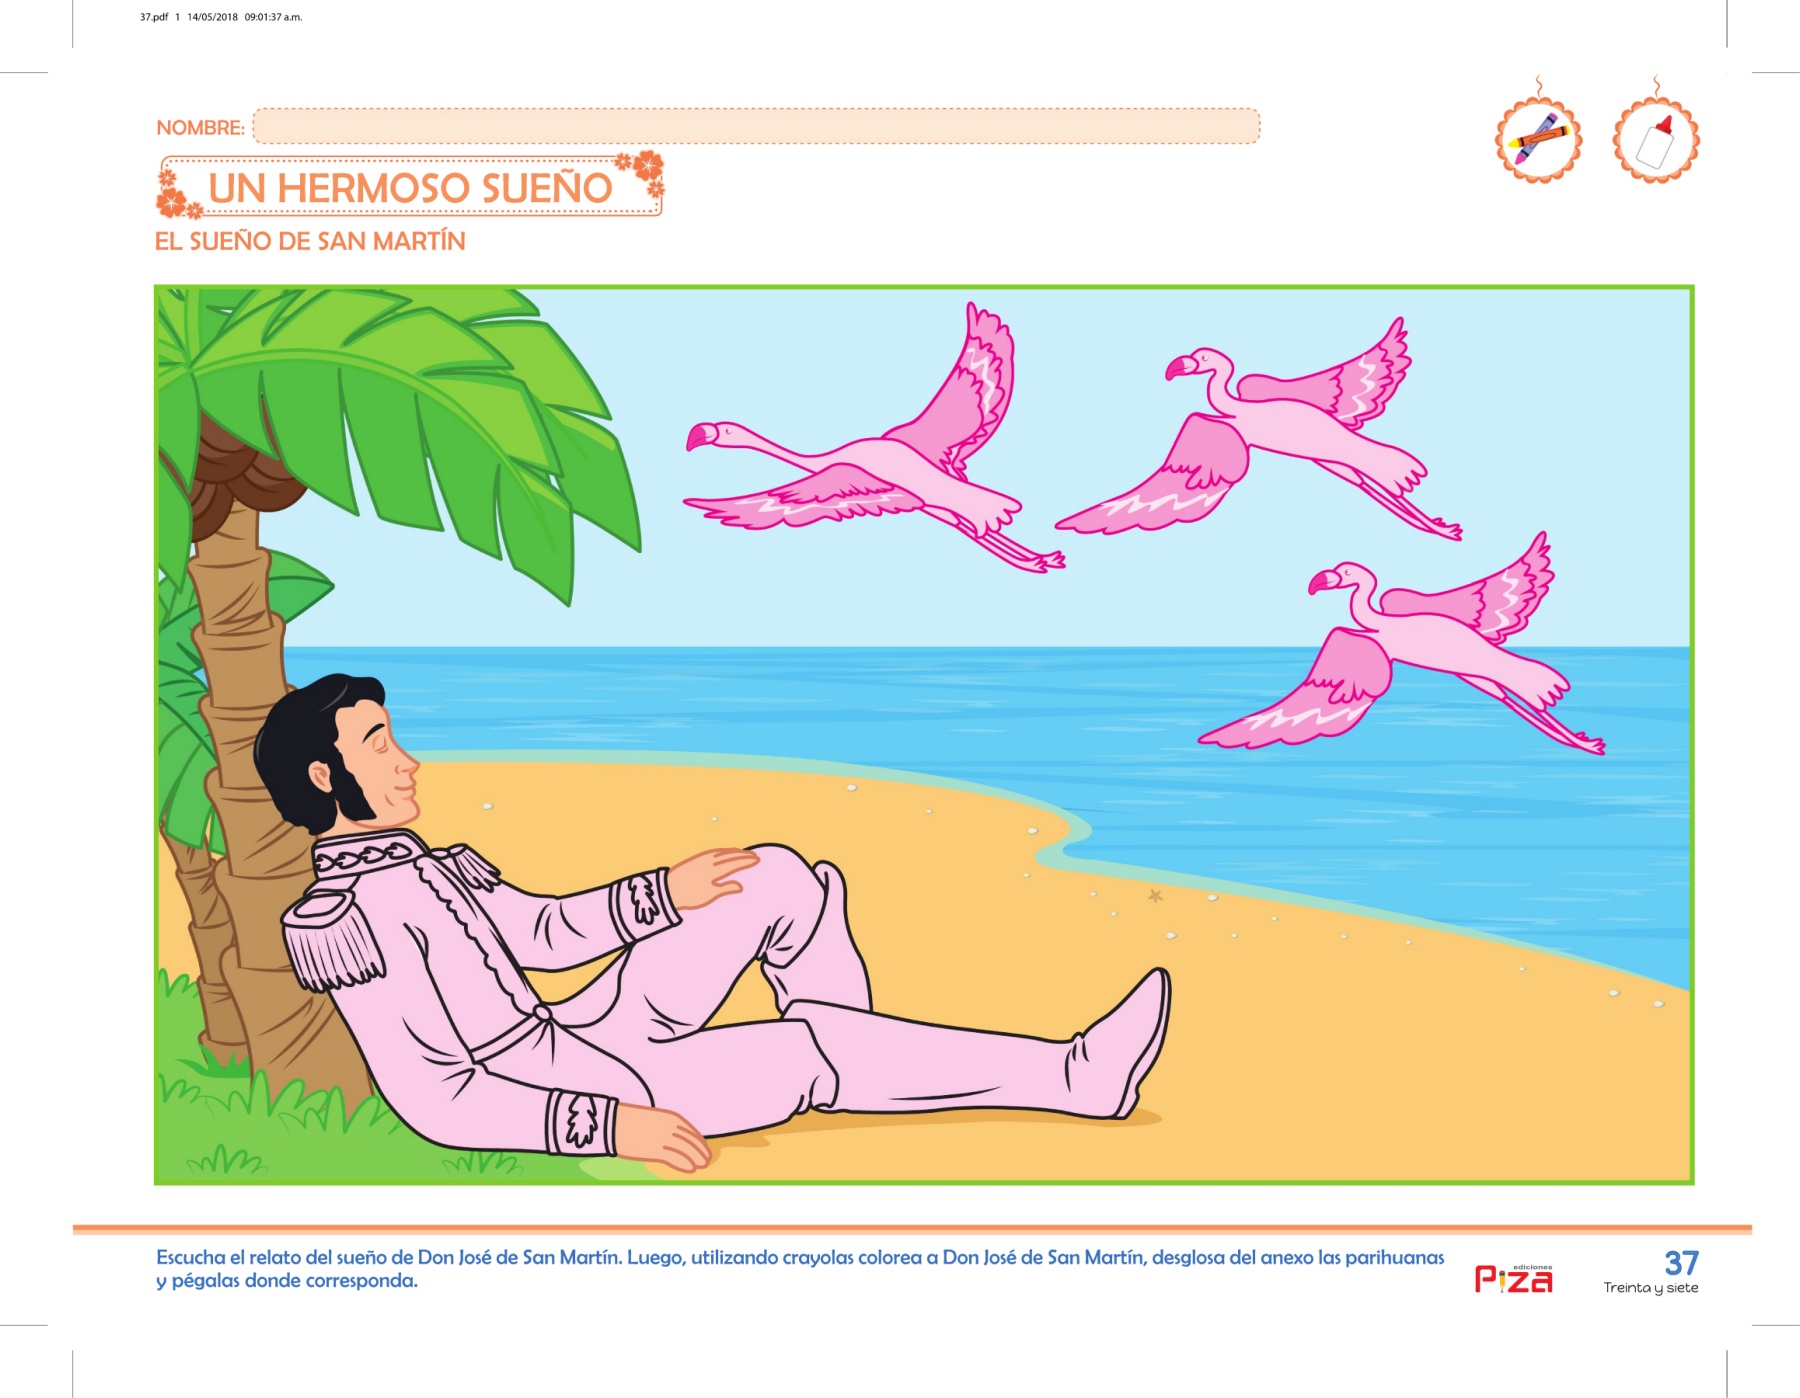 37.pdf 1 14/05/2018 09:01:37 a.m.
NOMBRE:
UN HERMOSO SUEÑO
EL SUEÑO DE SAN MARTÍN
Escucha el relato del sueño de Don José de San Martín. Luego, utilizando crayolas colorea a Don José de San Martín, desglosa del anexo las parihuanas
y pégalas donde corresponda.
ediciones
Piza
37
Treinta y siete